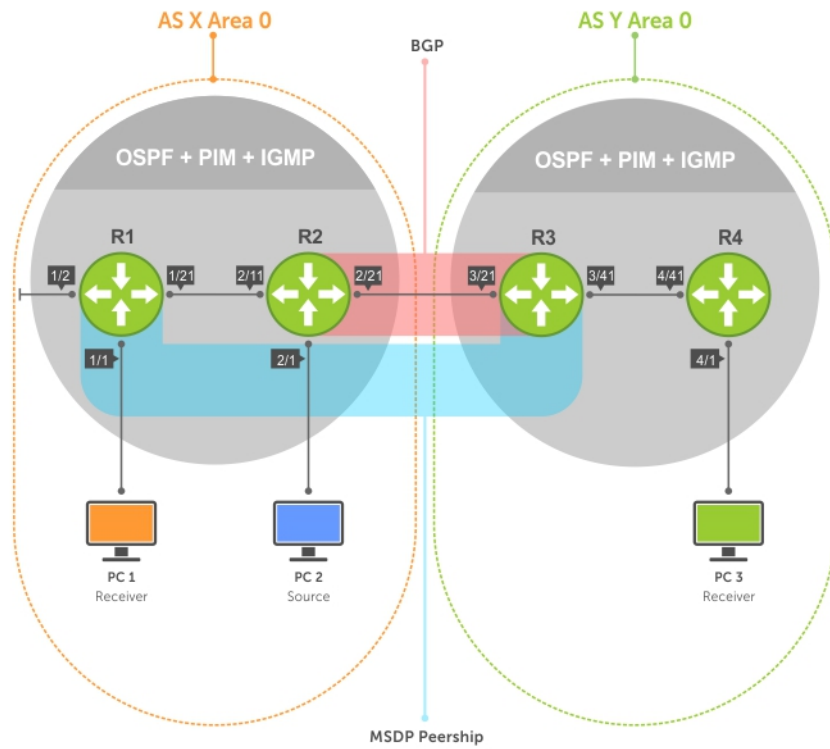 AS X Area 0
BGP
AS Y Area 0
OSPF + PIM + IGMP
OSPF + PIM + IGMP
R1
R2
R3
R4
1/2
1/21
2/11
2/21
3/21
3/41
4/41
1/1
2/1
4/1
PC 1
Receiver
PC 2
Source
PC 3
Receiver
MSDP Peership